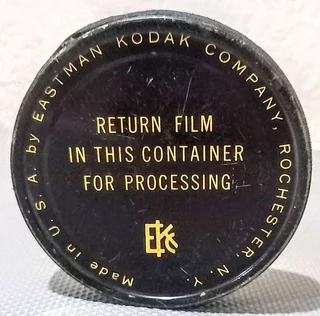 Made in U. S. A. by EASTMAN KODAK COMPANY, ROCHESTER, N. Y.
RETURN FILM
IN THIS CONTAINER
FOR PROCESSING
EKC